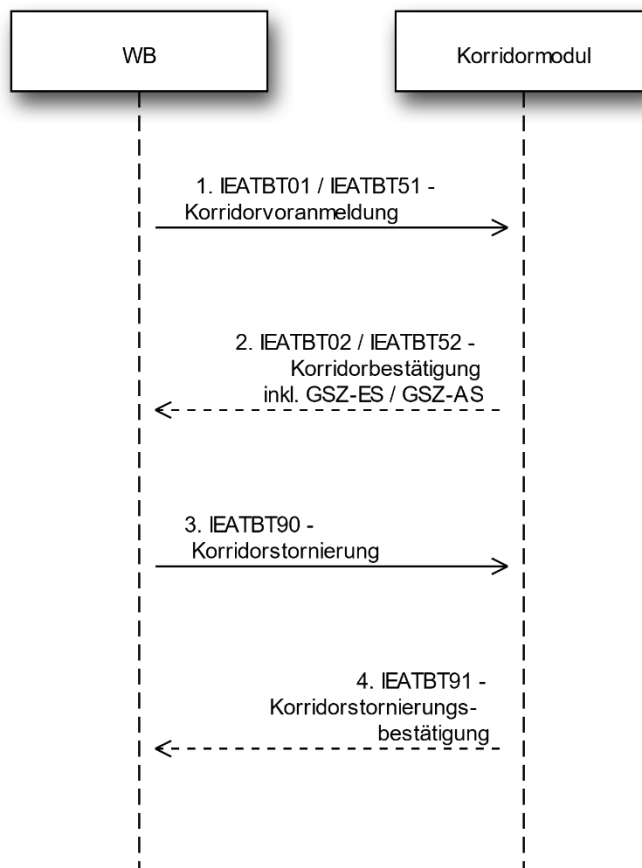 WB
Korridormodul
1. IEATBT01 / IEATBT51 -
Korridorvoranmeldung
2. IEATBT02 / IEATBT52 -
Korridorbestätigung
inkl. GSZ-ES / GSZ-AS
3. IEATBT90 -
Korridorstornierung
4. IEATBT91 -
Korridorstornierungs-
bestätigung